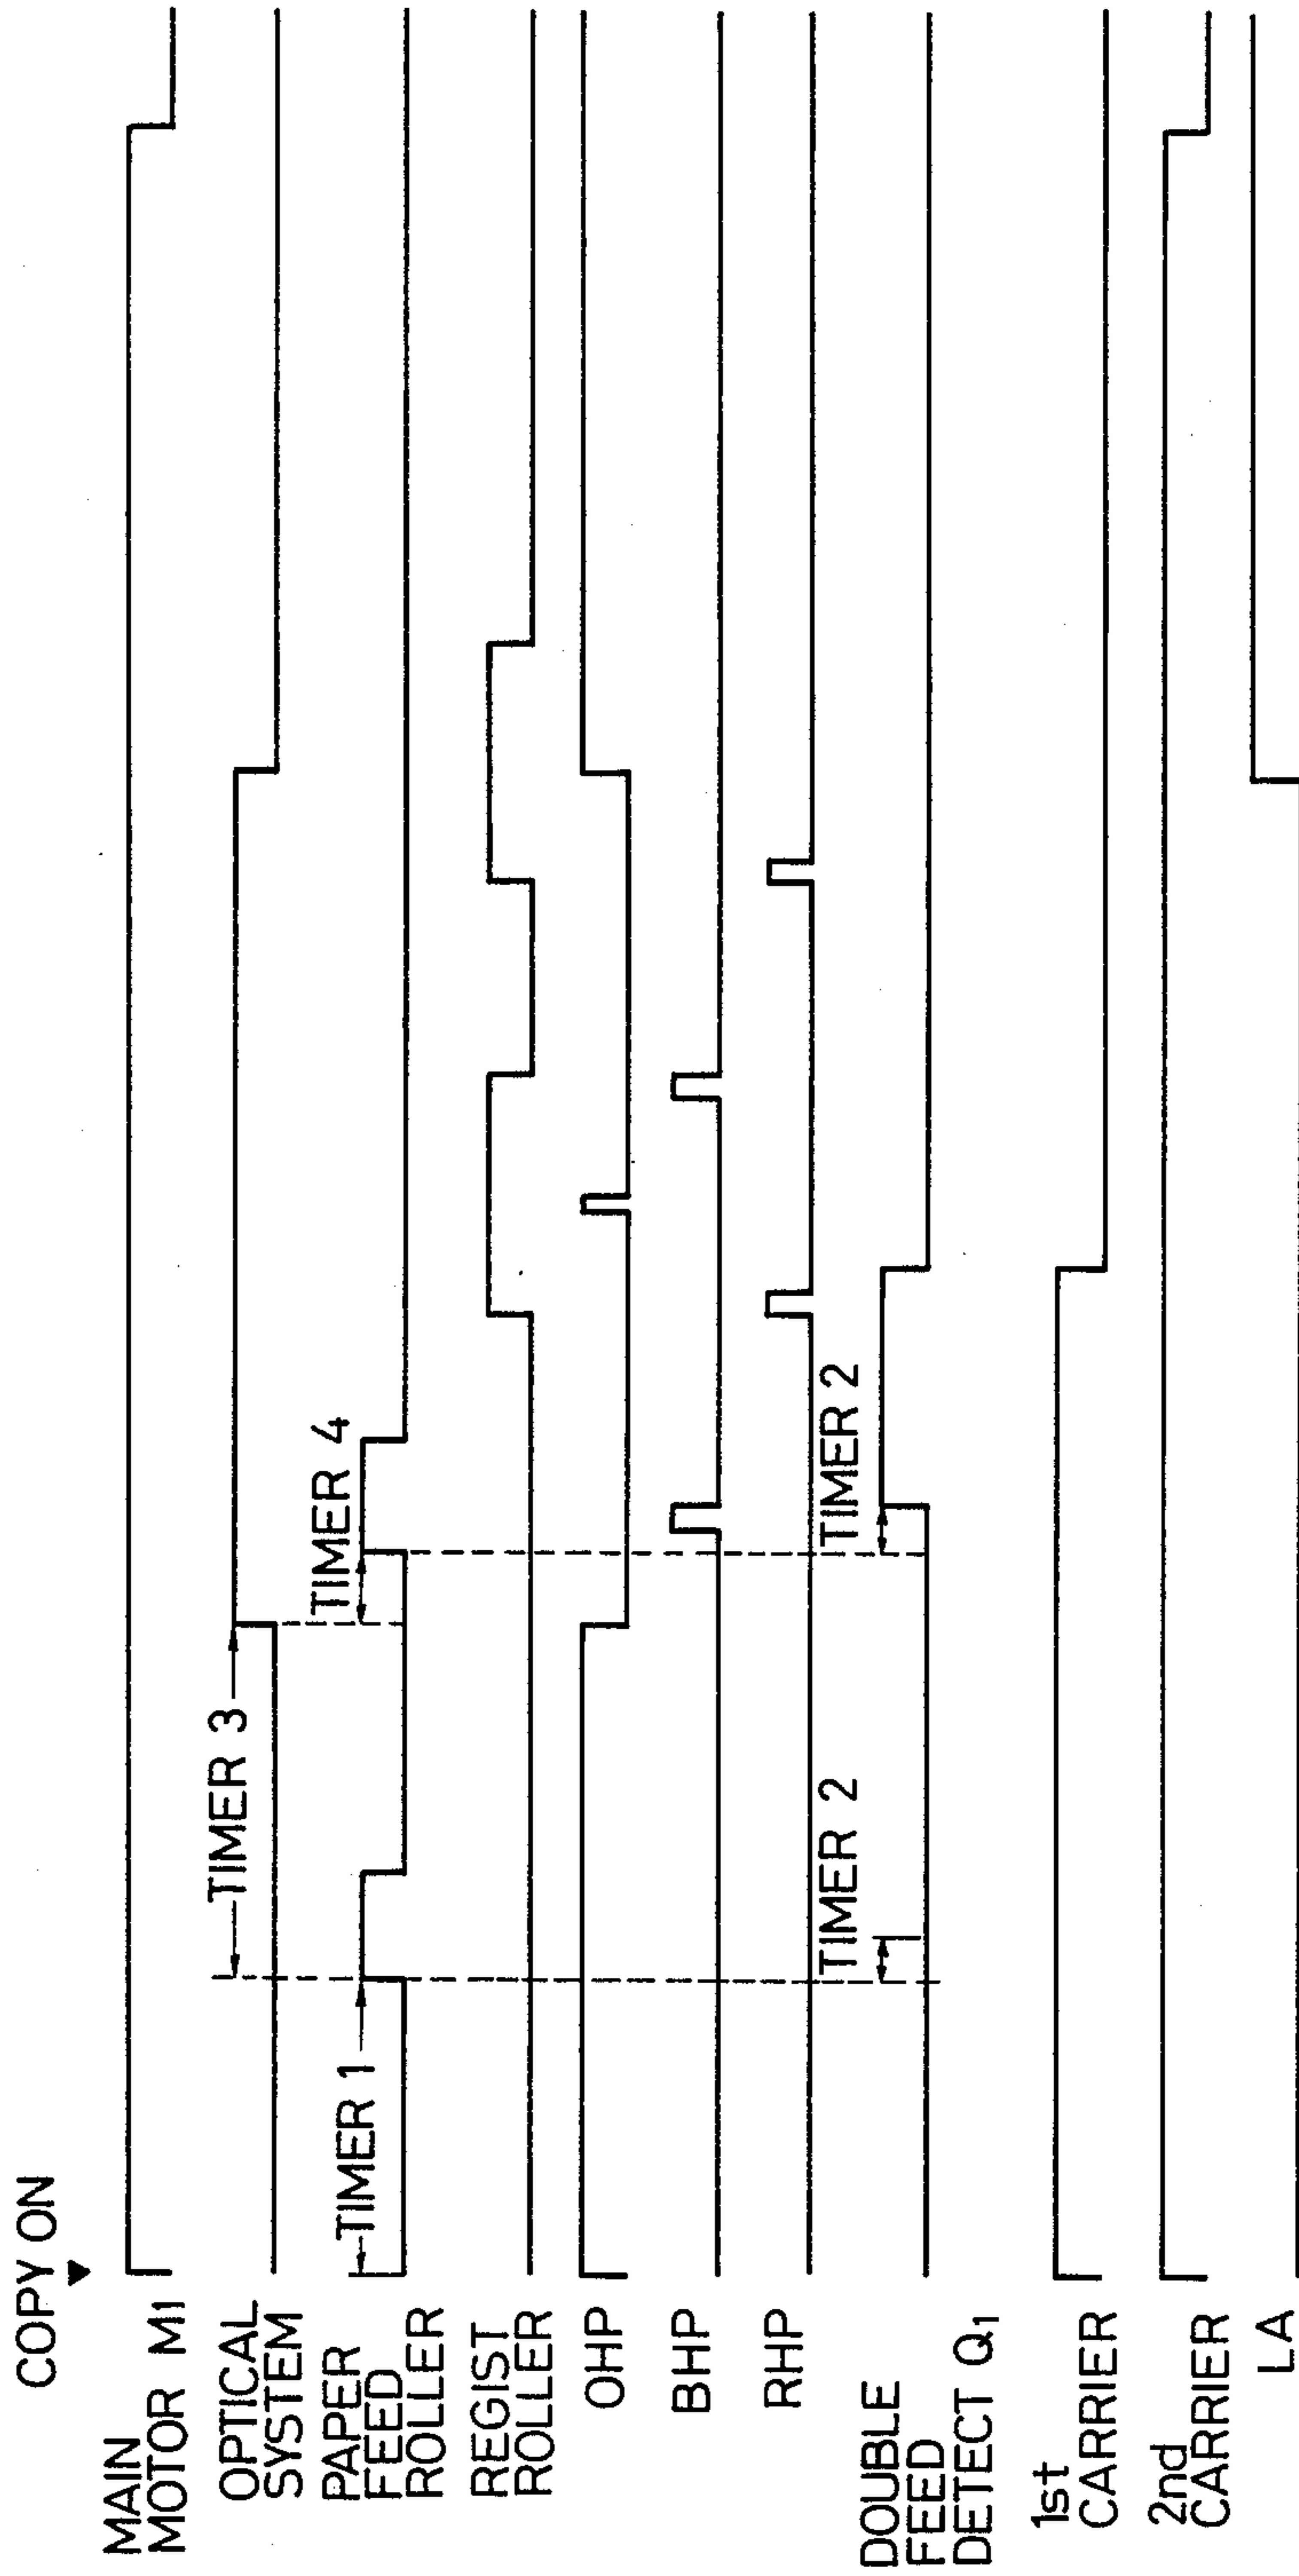 COPY ON
MAIN
MOTOR M1
OPTICAL
SYSTEM
TIMER 3
PAPER
FEED
ROLLER
TIMER 1
TIMER 4
REGIST
ROLLER
OHP
BHP
RHP
DOUBLE
FEED
DETECT Q1
TIMER 2
TIMER 2
1st
CARRIER
2nd
CARRIER
LA